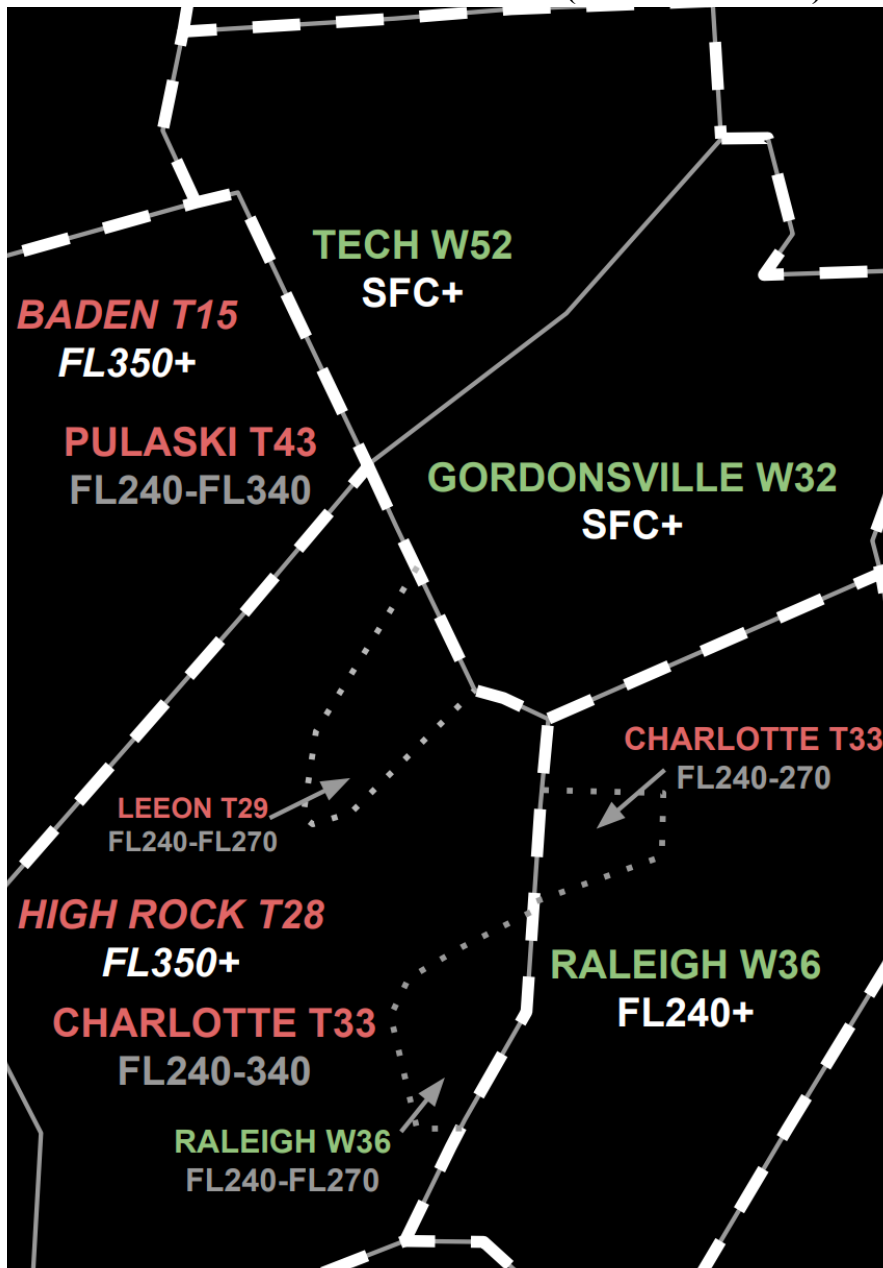 TECH W52
SFC+
BADEN T15
FL350+
PULASKI T43
FL240-FL340
GORDONSVILLE W32
SFC+
CHARLOTTE T33
FL240-270
LEEON T29
FL240-FL270
HIGH ROCK T28
FL350+
RALEIGH W36
FL240+
CHARLOTTE T33
FL240-340
RALEIGH W36
FL240-FL270